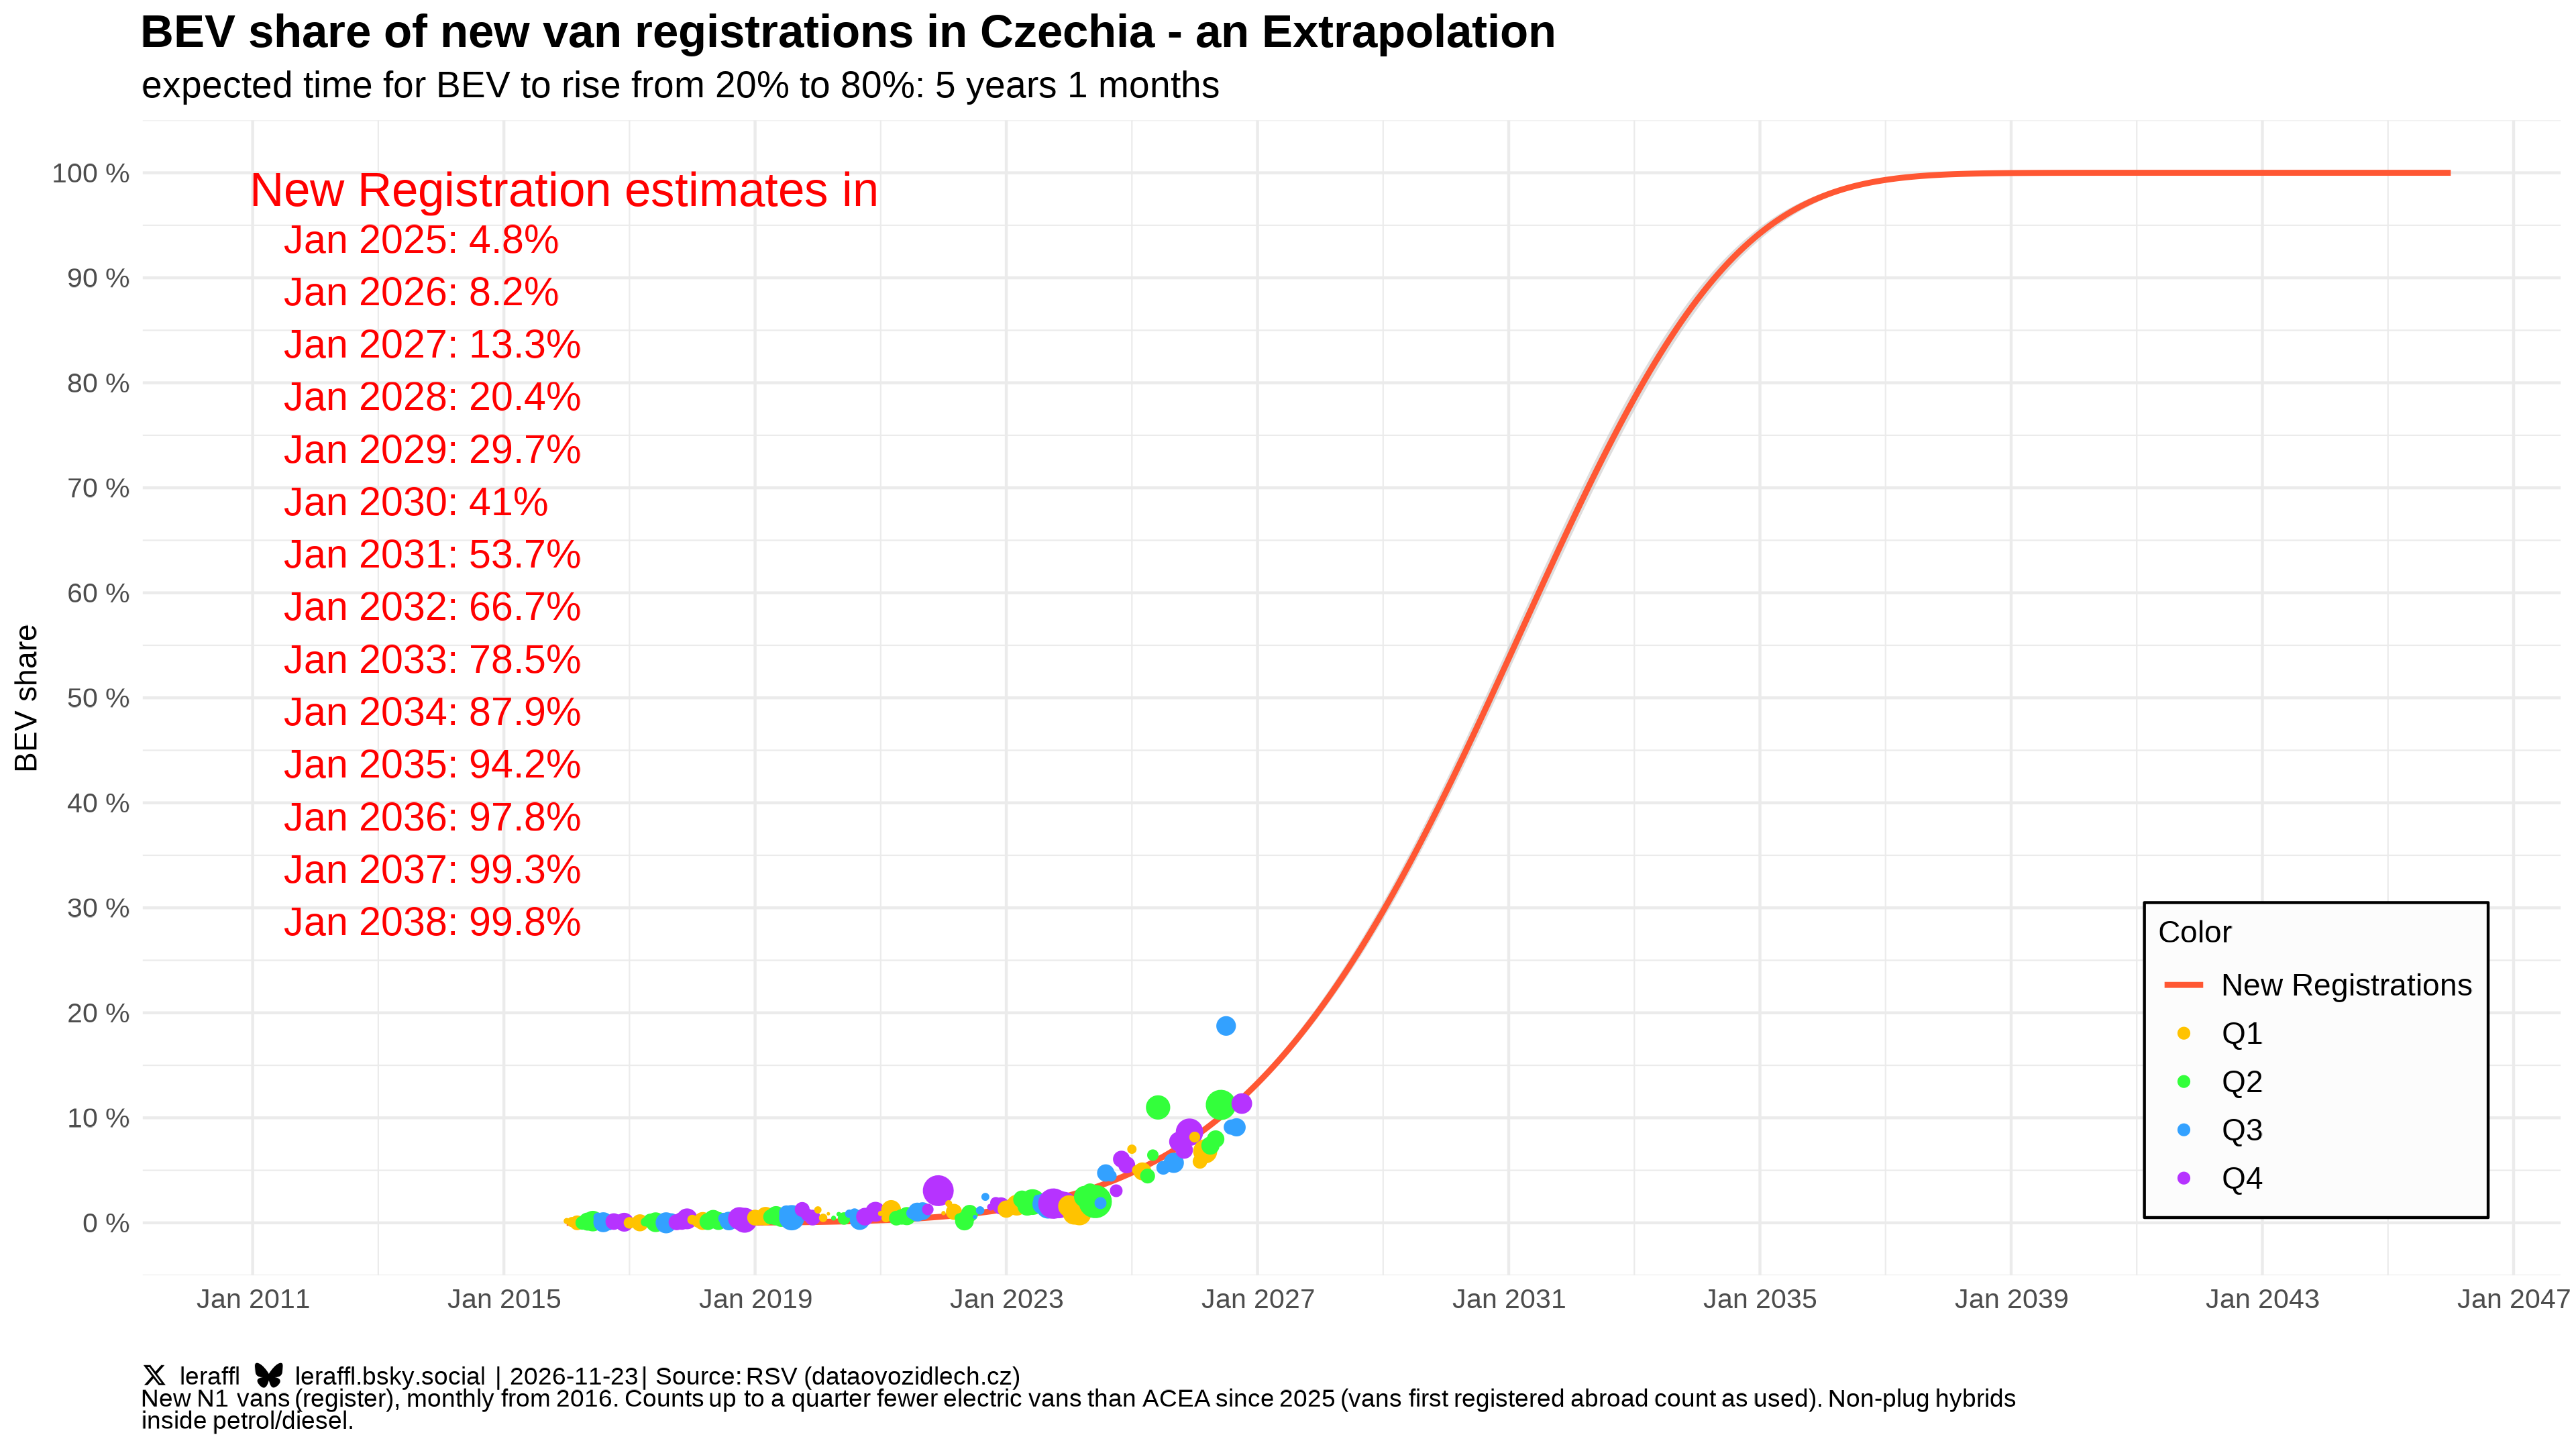 BEV share of new van registrations in Czechia - an Extrapolation
expected time for BEV to rise from 20% to 80%: 5 years 1 months
100 %
90 %
80 %
70 %
60 %
50 %
40 %
30 %
20 %
10 %
0 %
BEV share
New Registration estimates in
Jan 2025: 4.8%
Jan 2026: 8.2%
Jan 2027: 13.3%
Jan 2028: 20.4%
Jan 2029: 29.7%
Jan 2030: 41%
Jan 2031: 53.7%
Jan 2032: 66.7%
Jan 2033: 78.5%
Jan 2034: 87.9%
Jan 2035: 94.2%
Jan 2036: 97.8%
Jan 2037: 99.3%
Jan 2038: 99.8%
Color
New Registrations
Q1
Q2
Q3
Q4
Jan 2011 Jan 2015 Jan 2019 Jan 2023 Jan 2027 Jan 2031 Jan 2035 Jan 2039 Jan 2043 Jan 2047
leraffl leraffl.bsky.social | 2026-11-23| Source: RSV (dataovozidlech.cz)
New N1 vans (register), monthly from 2016. Counts up to a quarter fewer electric vans than ACEA since 2025 (vans first registered abroad count as used). Non-plug hybrids
inside petrol/diesel.